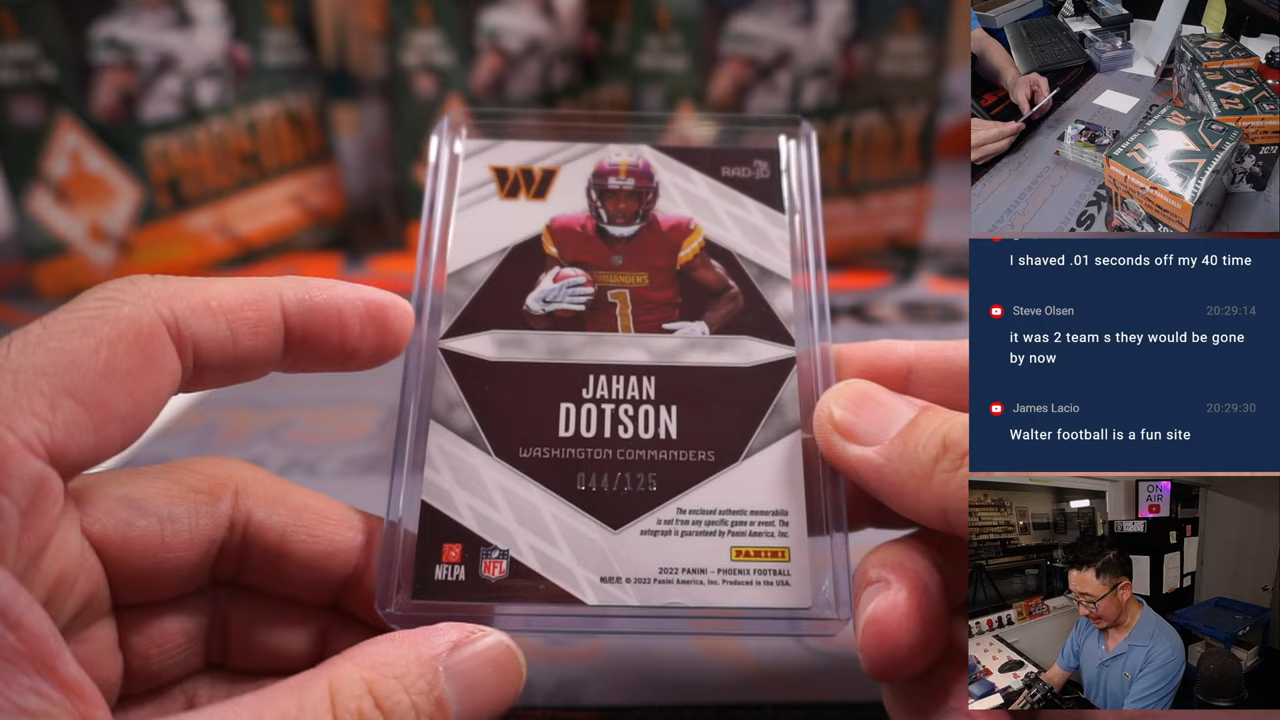 RAD-JD
COMMANDERS
1
JAHAN
DOTSON
WASHINGTON COMMANDERS
044/125
The enclosed authentic memorabilia
is not from any specific game or event. The
autograph is guaranteed by Panini America, Inc.
PANINI
2022 PANINI – PHOENIX FOOTBALL
© 2022 Panini America, Inc. Produced in the USA.
NFLPA
NFL
PHOENIX
I shaved .01 seconds off my 40 time
Steve Olsen 20:29:14
it was 2 team s they would be gone
by now
James Lacio 20:29:30
Walter football is a fun site
ON
AIR